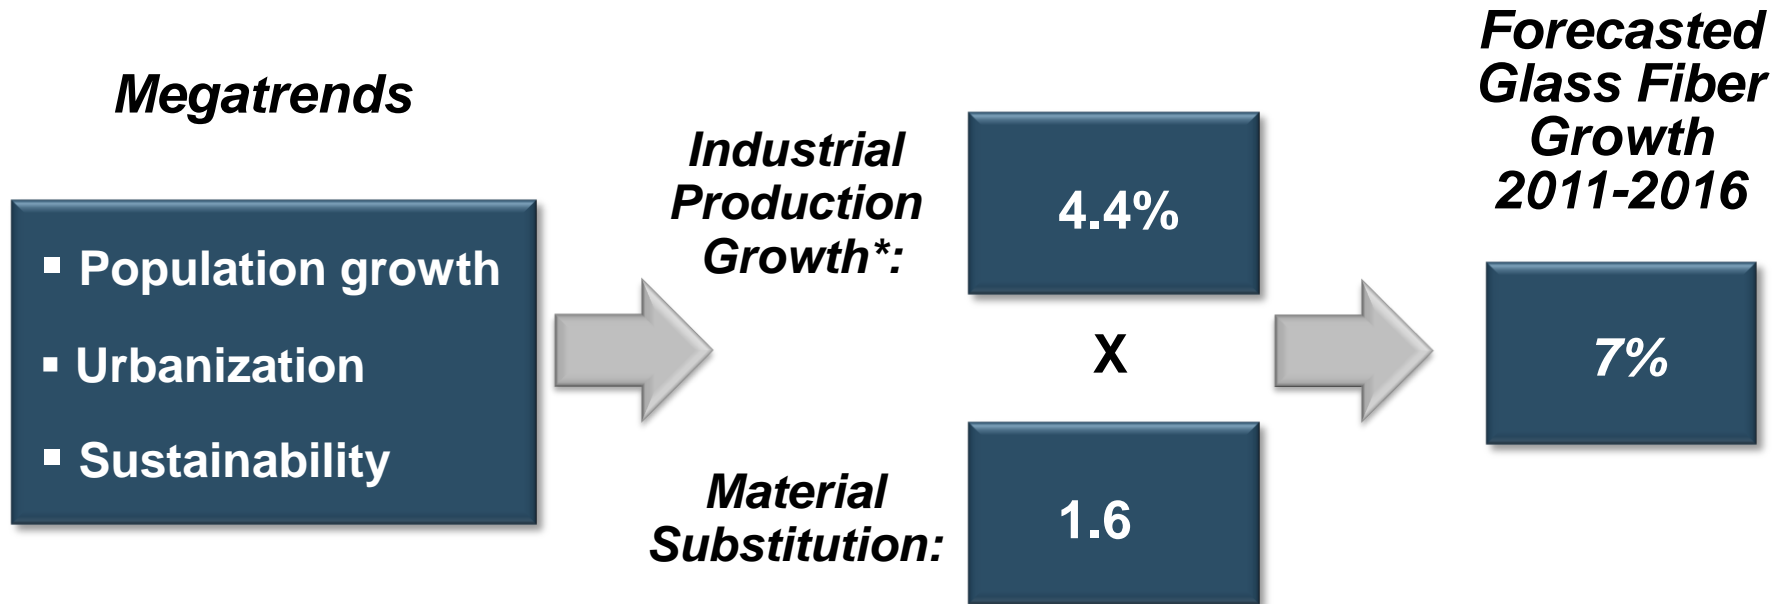 Megatrends
▪ Population growth
▪ Urbanization
▪ Sustainability
Industrial
Production
Growth*:
4.4%
X
Material
Substitution:
1.6
Forecasted
Glass Fiber
Growth
2011-2016
7%